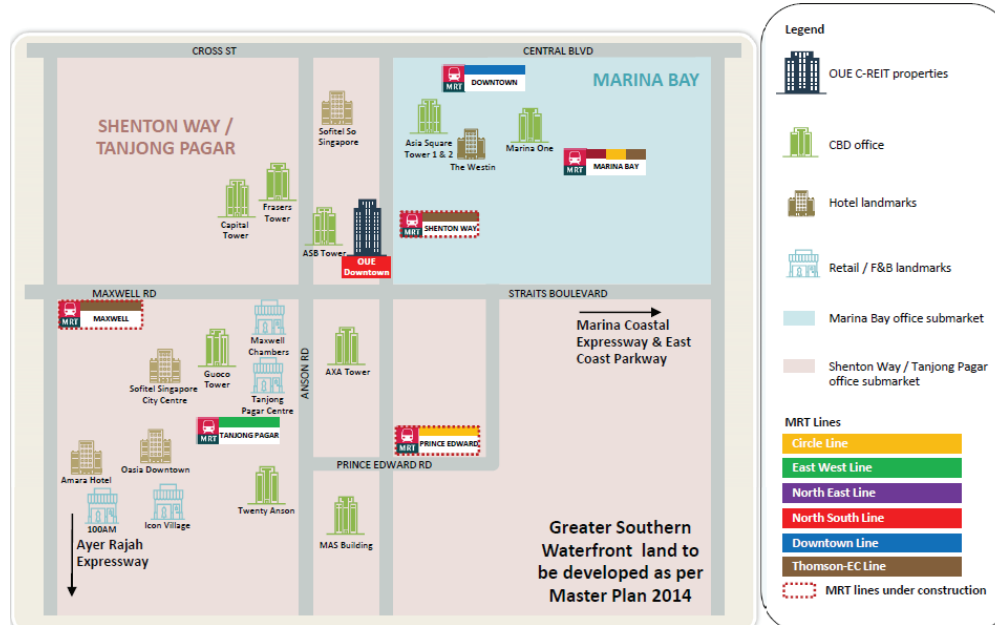 CROSS ST
CENTRAL BLVD
MRT
DOWNTOWN
MARINA BAY
SHENTON WAY /
TANJONG PAGAR
Sofitel So
Singapore
Asia Square
Tower 1 & 2
The Westin
Marina One
MRT
MARINA BAY
Capital
Tower
Frasers
Tower
ASB Tower
OUE
Downtown
MRT
SHENTON WAY
MAXWELL RD
STRAITS BOULEVARD
MRT
MAXWELL
Maxwell
Chambers
Marina Coastal
Expressway & East
Coast Parkway
Sofitel Singapore
City Centre
Guoco
Tower
Tanjong
Pagar Centre
ANSON RD
AXA Tower
MRT
TANJONG PAGAR
MRT
PRINCE EDWARD
PRINCE EDWARD RD
Amara Hotel
Oasia Downtown
100AM
Icon Village
Twenty Anson
MAS Building
Ayer Rajah
Expressway
Greater Southern
Waterfront land to
be developed as per
Master Plan 2014
Legend
OUE C-REIT properties
CBD office
Hotel landmarks
Retail / F&B landmarks
Marina Bay office submarket
Shenton Way / Tanjong Pagar
office submarket
MRT Lines
Circle Line
East West Line
North East Line
North South Line
Downtown Line
Thomson-EC Line
MRT lines under construction